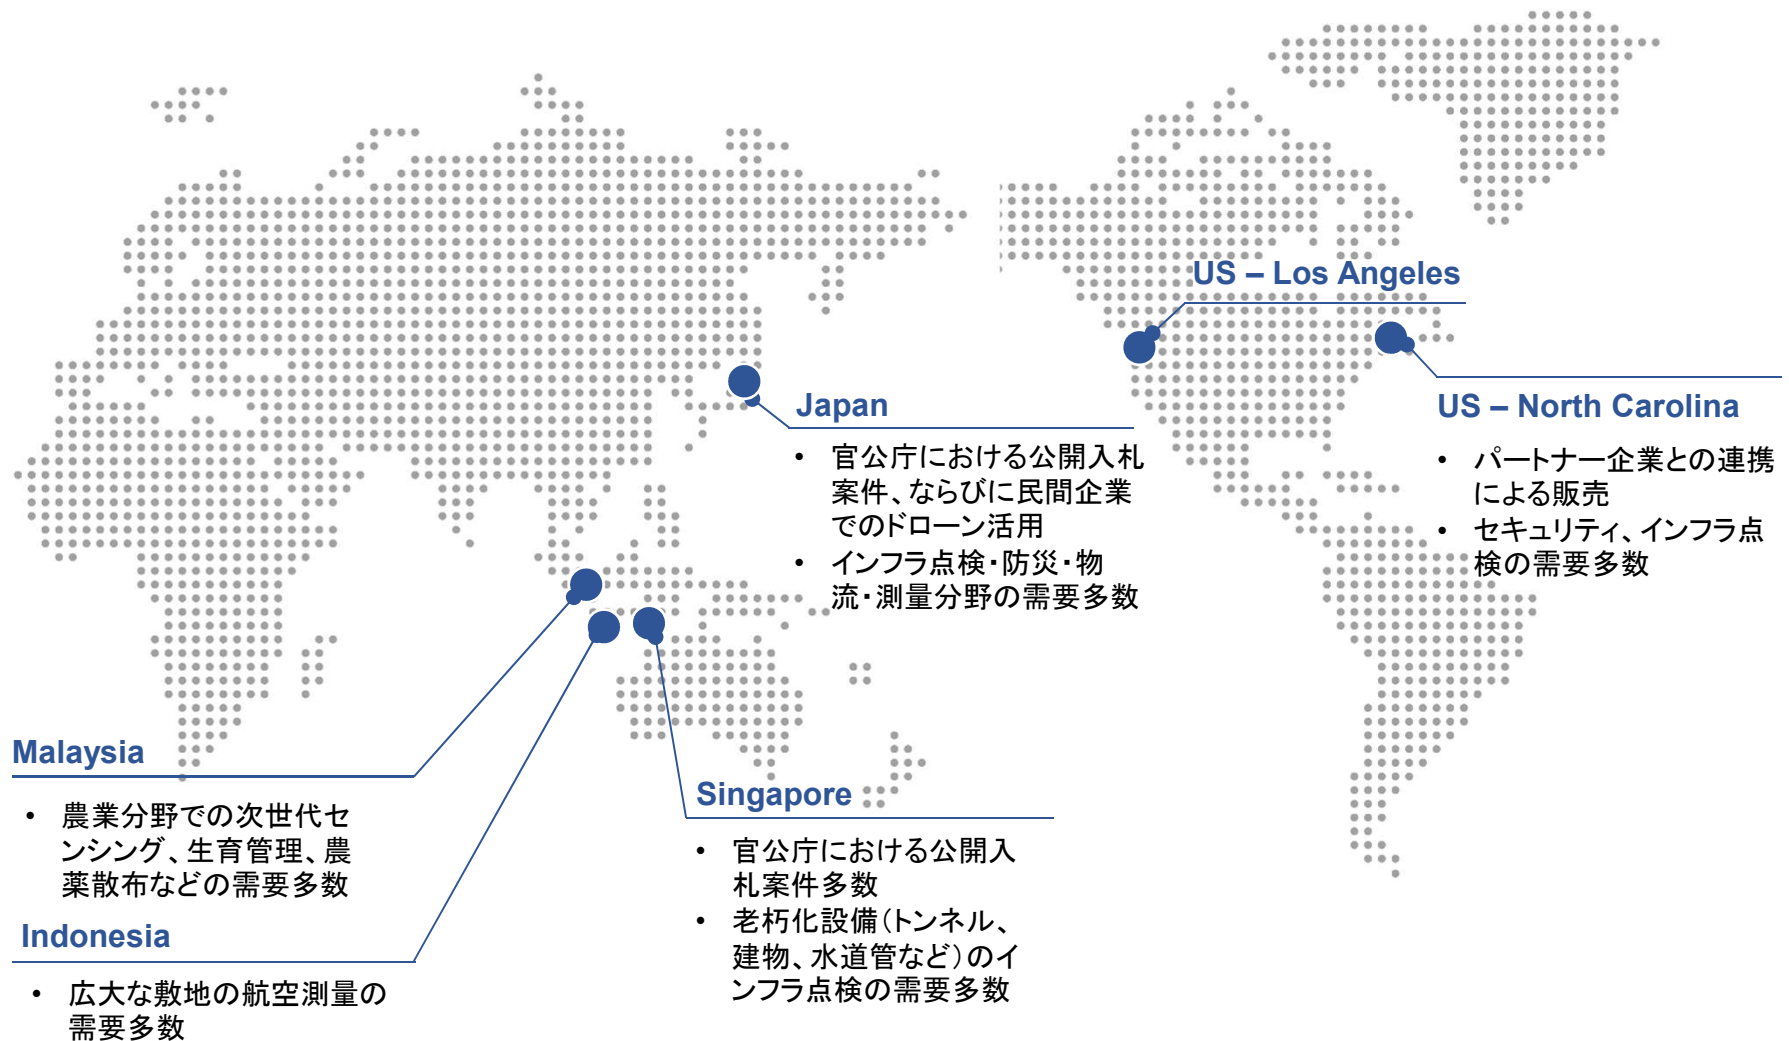 US – Los Angeles
Japan
• 官公庁における公開入札
案件、ならびに民間企業
でのドローン活用
• インフラ点検・防災・物
流・測量分野の需要多数
US – North Carolina
• パートナー企業との連携
による販売
• セキュリティ、インフラ点
検の需要多数
Malaysia
• 農業分野での次世代セ
ンシング、生育管理、農
薬散布などの需要多数
Indonesia
• 広大な敷地の航空測量の
需要多数
Singapore
• 官公庁における公開入
札案件多数
• 老朽化設備（トンネル、
建物、水道管など）のイ
ンフラ点検の需要多数